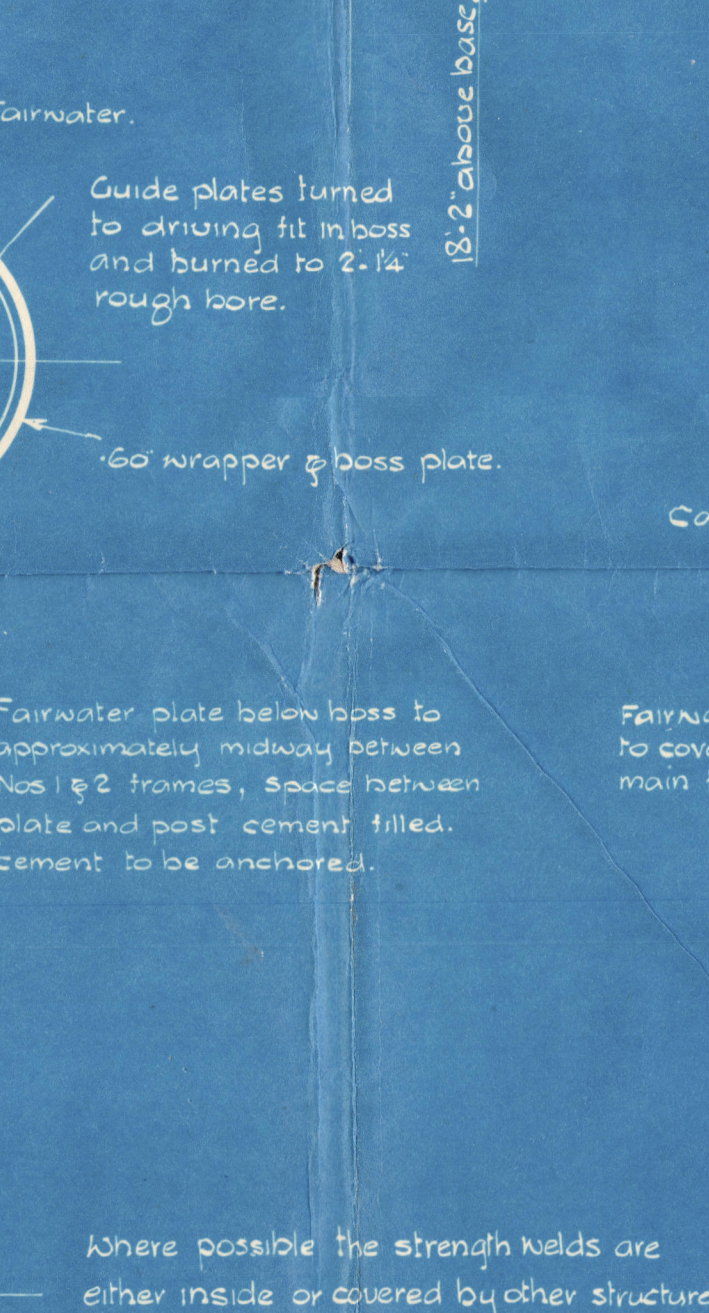 Fairwater.
18'-2" above base
Guide plates turned
to driving fit in boss
and burned to 2'-1¼"
rough bore.
·60" wrapper & boss plate.
Fairwater plate below boss to
approximately midway between
Nos 1 & 2 frames, space between
plate and post cement filled.
cement to be anchored.
to cov
main
Where possible the strength welds are
either inside or covered by other structure